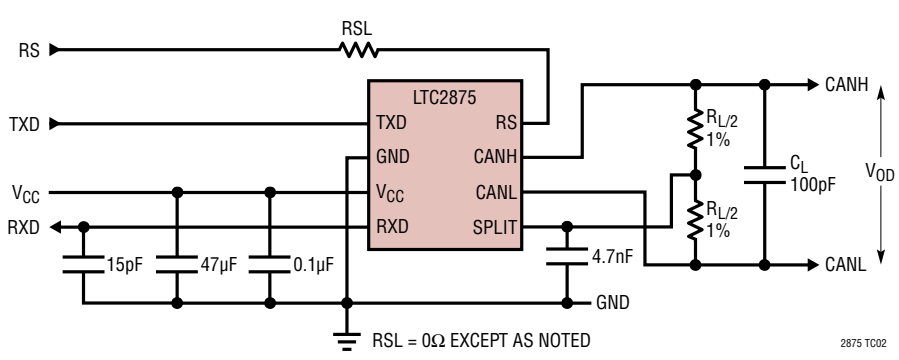 RSL
RS
LTC2875
TXD
TXD
RS
GND
CANH
VCC
VCC
CANL
RXD
RXD
SPLIT
15pF
47µF
0.1µF
4.7nF
GND
CANH
RL/2
1%
CL
100pF
VOD
RL/2
1%
CANL
RSL = 0Ω EXCEPT AS NOTED
2875 TC02